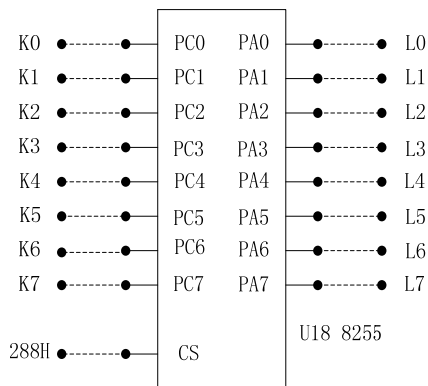 K0 PC0 PA0 L0
K1 PC1 PA1 L1
K2 PC2 PA2 L2
K3 PC3 PA3 L3
K4 PC4 PA4 L4
K5 PC5 PA5 L5
K6 PC6 PA6 L6
K7 PC7 PA7 L7
U18 8255
288H CS